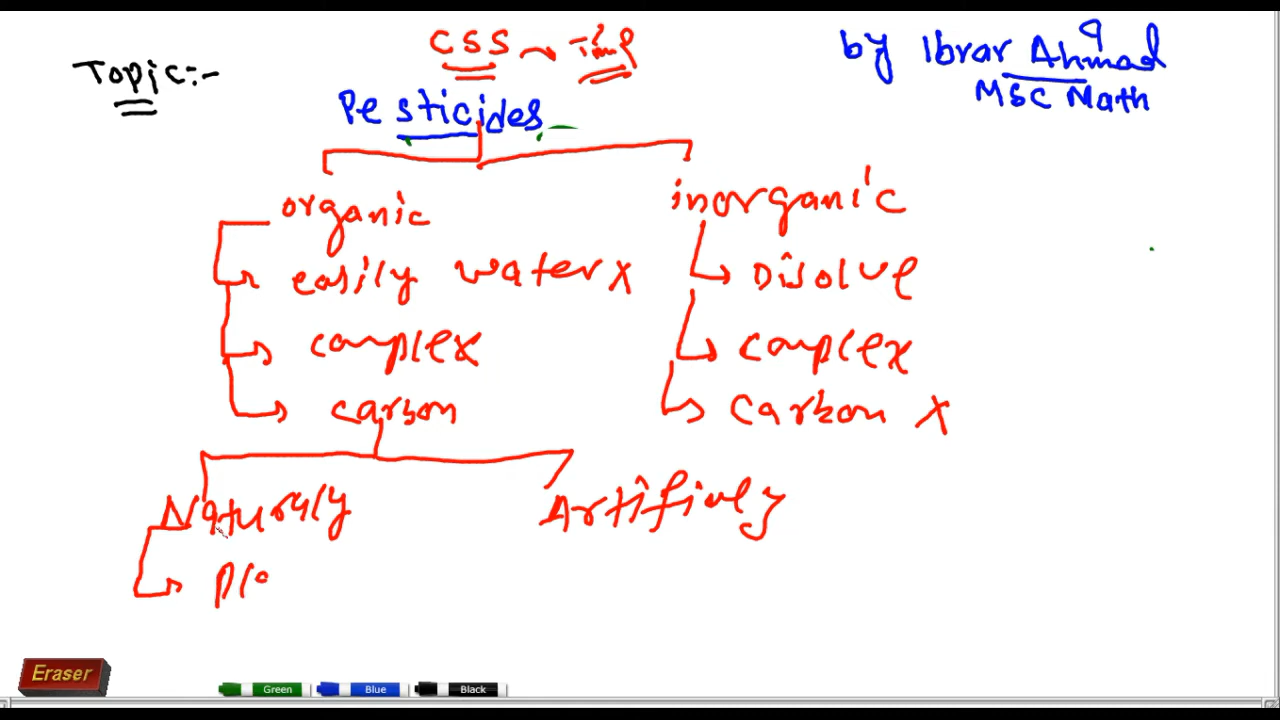 CSS → Imp
by Ibrar Ahmad
Topic:-
MSC Math
Pesticides
organic
inorganic
easily water x
Disolve
complex
complex
carbon
carbon x
Naturaly
Artificely
Pla
Eraser
Green
Blue
Black